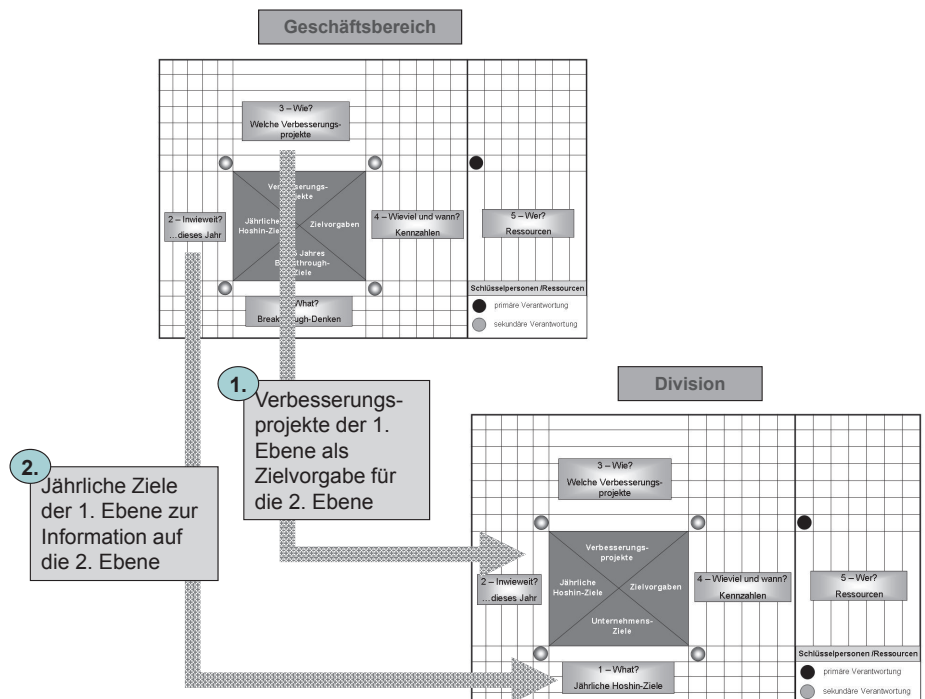 Geschäftsbereich
3 – Wie?
Welche Verbesserungs-
projekte
Jährliche
Hoshin-Ziele
Zielvorgaben
2 – Inwieweit?
...dieses Jahr
4 – Wieviel und wann?
Kennzahlen
5 – Wer?
Ressourcen
Jahres
What?
Schlüsselpersonen /Ressourcen
primäre Verantwortung
sekundäre Verantwortung
1.
Verbesserungs-
projekte der 1.
Ebene als
Zielvorgabe für
die 2. Ebene
2.
Jährliche Ziele
der 1. Ebene zur
Information auf
die 2. Ebene
Division
3 – Wie?
Welche Verbesserungs-
projekte
Verbesserungs-
projekte
Jährliche
Hoshin-Ziele
Zielvorgaben
Unternehmens-
Ziele
2 – Inwieweit?
...dieses Jahr
4 – Wieviel und wann?
Kennzahlen
5 – Wer?
Ressourcen
1 – What?
Jährliche Hoshin-Ziele
Schlüsselpersonen /Ressourcen
primäre Verantwortung
sekundäre Verantwortung